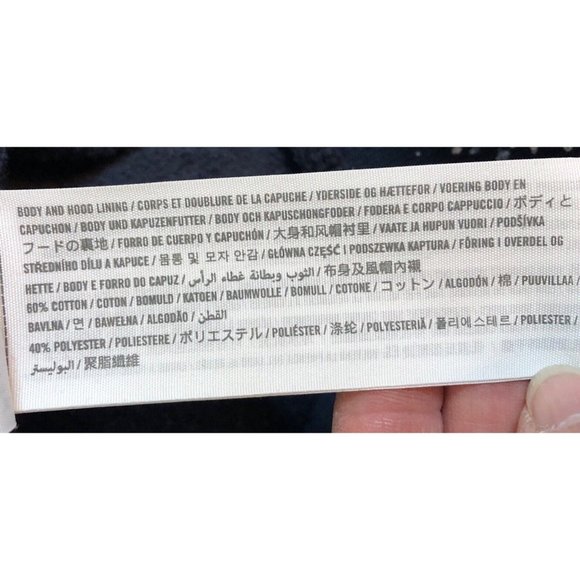 BODY AND HOOD LINING / CORPS ET DOUBLURE DE LA CAPUCHE / YDERSIDE OG HÆTTEFOR / VOERING BODY EN
CAPUCHON / BODY UND KAPUZENFUTTER / BODY OCH KAPUSCHONGFODER / FODERA E CORPO CAPPUCCIO / ボディと
フードの裏地 / FORRO DE CUERPO Y CAPUCHÓN / 大身和风帽衬里 / VAATE JA HUPUN VUORI / PODŠÍVKA
STŘEDNÍHO DÍLU A KAPUCE / 몸통 및 모자 안감 / GŁÓWNA CZĘŚĆ I PODSZEWKA KAPTURA / FÔRING I OVERDEL OG
HETTE / BODY E FORRO DO CAPUZ / الثوب وبطانة غطاء الرأس / 布身及風帽內襯
60% COTTON / COTON / BOMULD / KATOEN / BAUMWOLLE / BOMULL / COTONE / コットン / ALGODÓN / 棉 / PUUVILLAA /
BAVLNA / 면 / BAWEŁNA / ALGODÃO / القطن
40% POLYESTER / POLIESTERE / ポリエステル / POLIÉSTER / 涤纶 / POLYESTERIÄ / 폴리에스테르 / POLIESTER /
البوليستر / 聚脂纖維